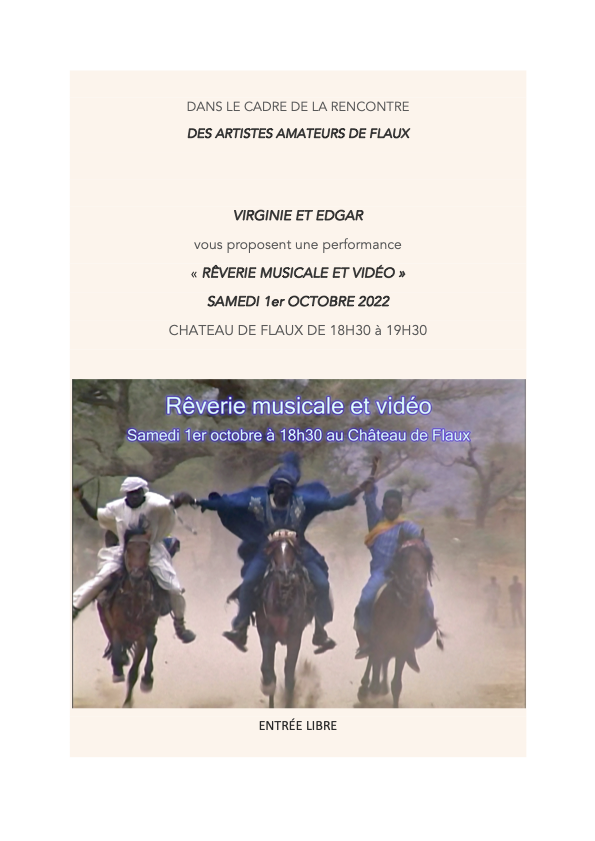 DANS LE CADRE DE LA RENCONTRE
DES ARTISTES AMATEURS DE FLAUX
VIRGINIE ET EDGAR
vous proposent une performance
« RÊVERIE MUSICALE ET VIDÉO »
SAMEDI 1er OCTOBRE 2022
CHATEAU DE FLAUX DE 18H30 à 19H30
Rêverie musicale et vidéo
Samedi 1er octobre à 18h30 au Château de Flaux
ENTRÉE LIBRE